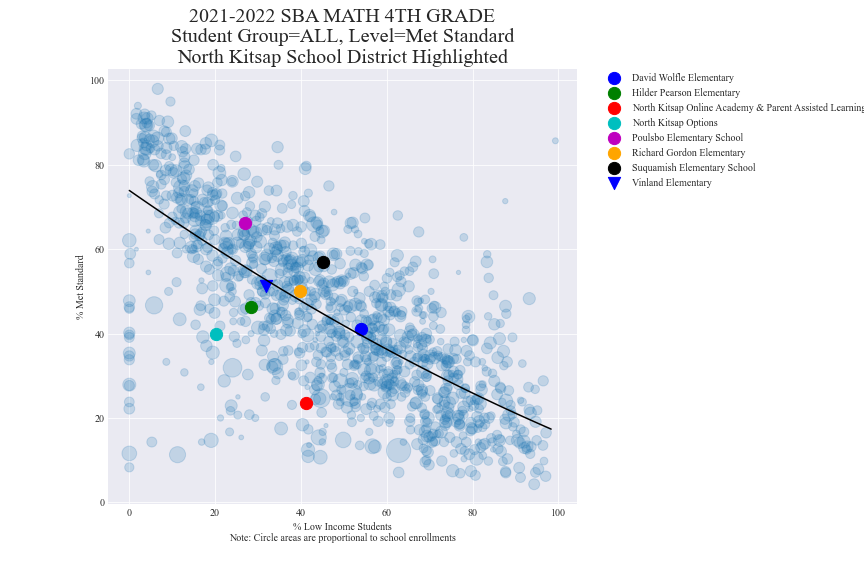 2021-2022 SBA MATH 4TH GRADE
Student Group=ALL, Level=Met Standard
North Kitsap School District Highlighted
100
80
60
40
20
0
% Met Standard
0 20 40 60 80 100
% Low Income Students
Note: Circle areas are proportional to school enrollments
David Wolfle Elementary
Hilder Pearson Elementary
North Kitsap Online Academy & Parent Assisted Learning
North Kitsap Options
Poulsbo Elementary School
Richard Gordon Elementary
Suquamish Elementary School
Vinland Elementary